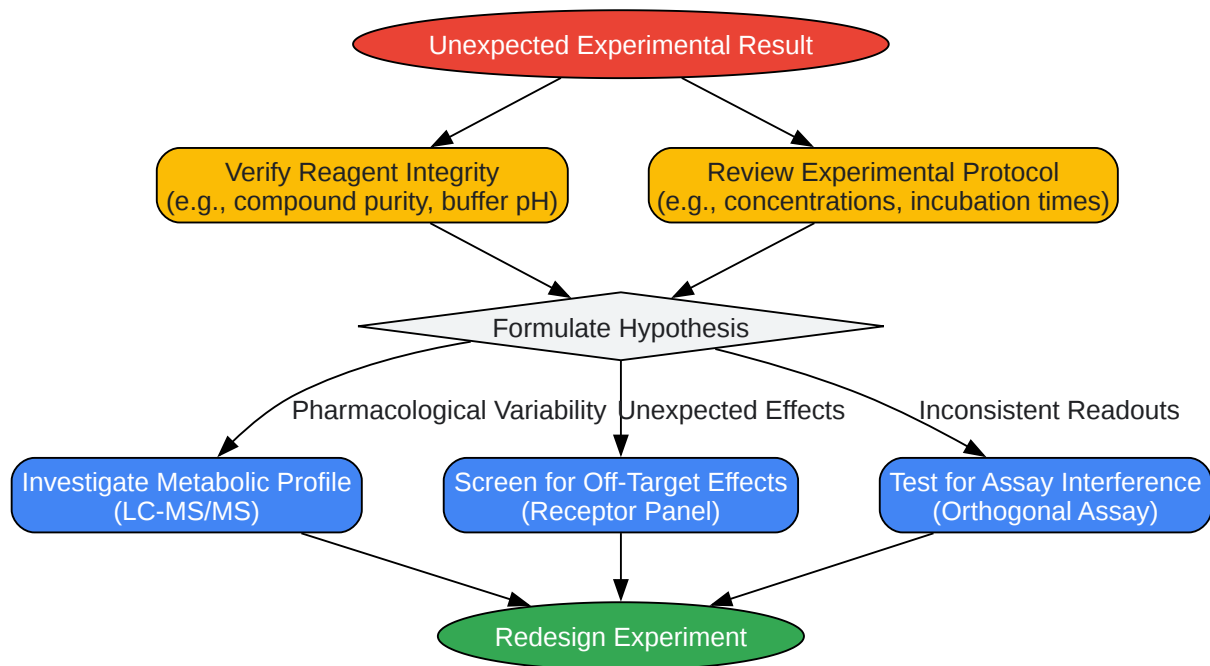 Unexpected Experimental Result
Verify Reagent Integrity
(e.g., compound purity, buffer pH)
Review Experimental Protocol
(e.g., concentrations, incubation times)
Formulate Hypothesis
Pharmacological Variability
Unexpected Effects
Inconsistent Readouts
Investigate Metabolic Profile
(LC-MS/MS)
Screen for Off-Target Effects
(Receptor Panel)
Test for Assay Interference
(Orthogonal Assay)
Redesign Experiment